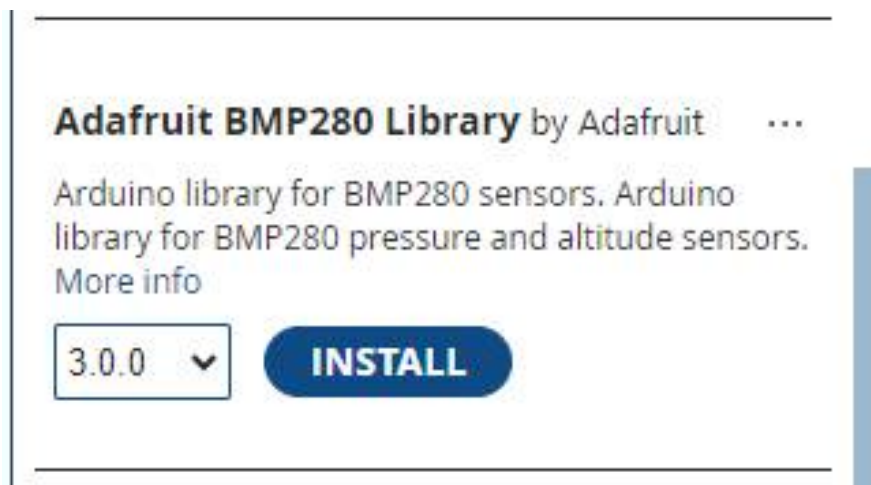 Adafruit BMP280 Library by Adafruit ...
Arduino library for BMP280 sensors. Arduino
library for BMP280 pressure and altitude sensors.
More info
3.0.0 INSTALL